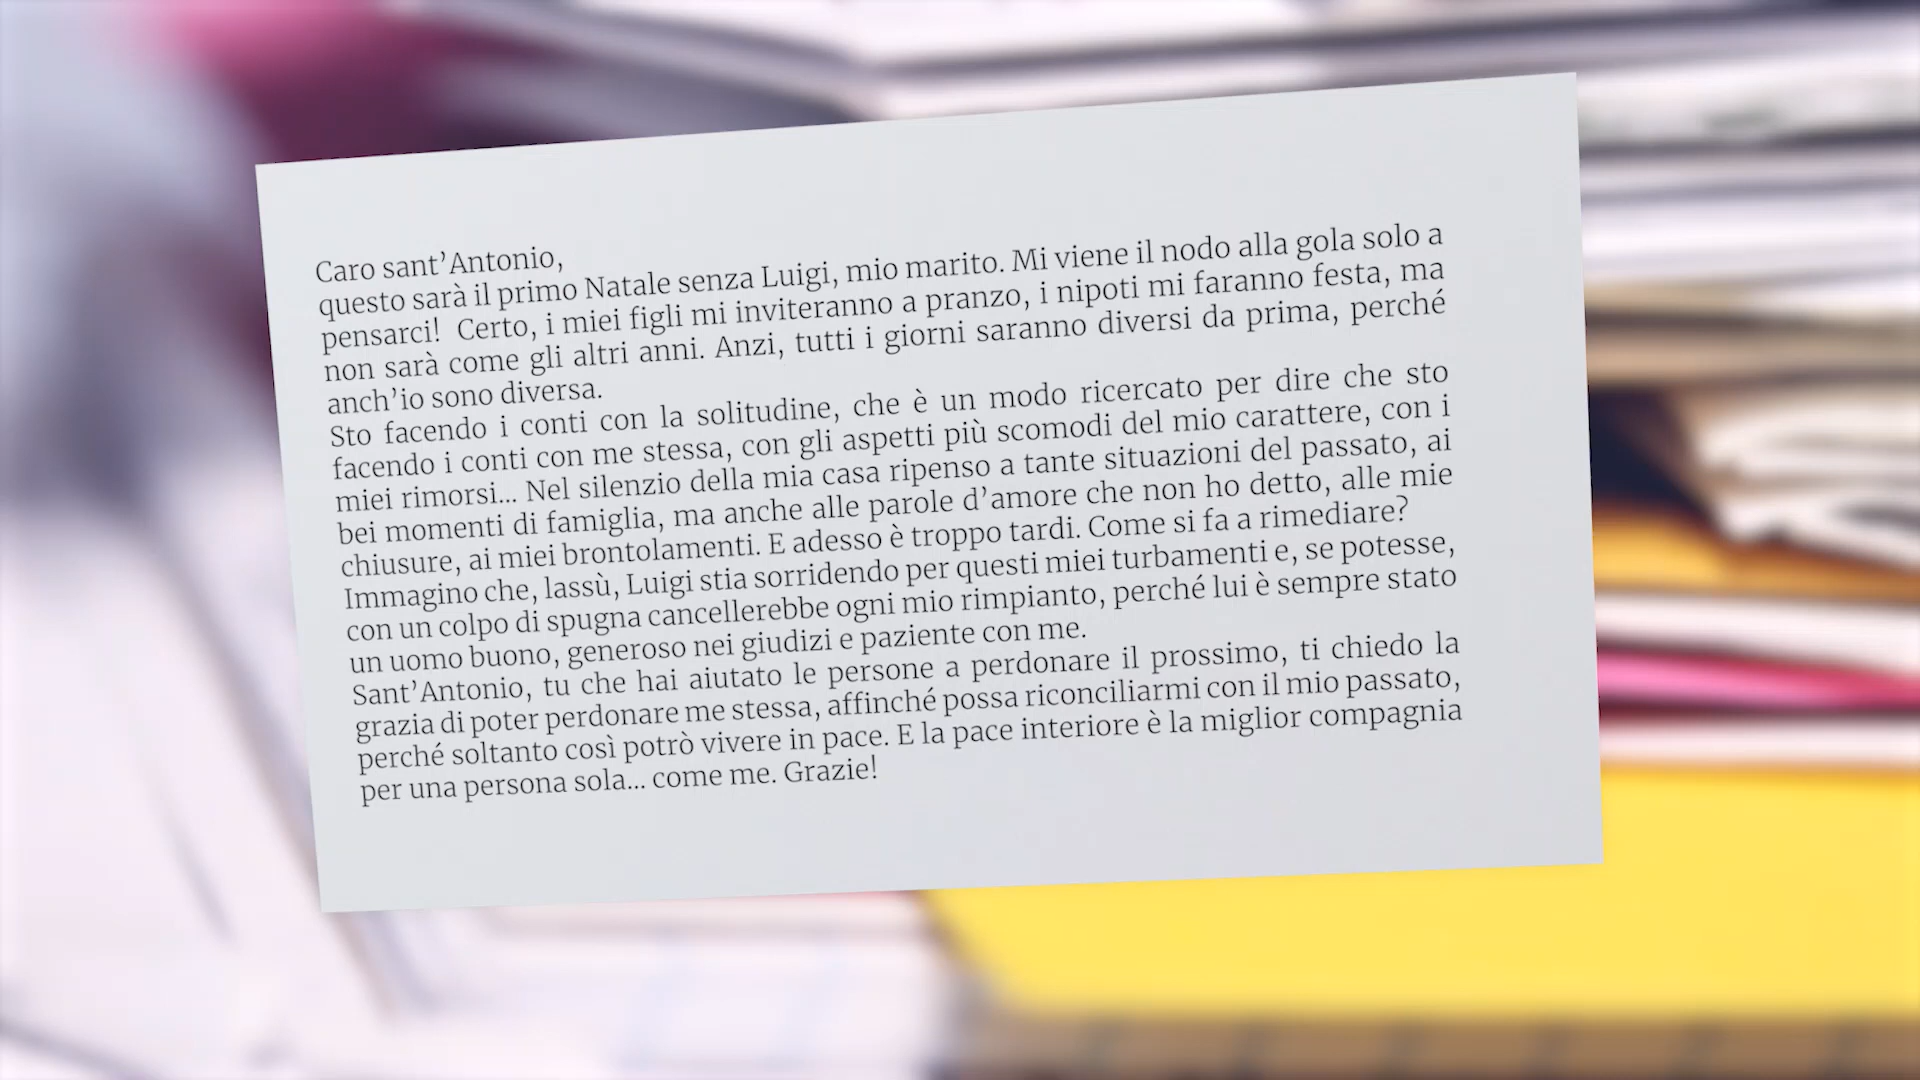 Caro sant’Antonio,
questo sarà il primo Natale senza Luigi, mio marito. Mi viene il nodo alla gola solo a
pensarci!  Certo, i miei figli mi inviteranno a pranzo, i nipoti mi faranno festa, ma
non sarà come gli altri anni. Anzi, tutti i giorni saranno diversi da prima, perché
anch’io sono diversa.
Sto facendo i conti con la solitudine, che è un modo ricercato per dire che sto
facendo i conti con me stessa, con gli aspetti più scomodi del mio carattere, con i
miei rimorsi... Nel silenzio della mia casa ripenso a tante situazioni del passato, ai
bei momenti di famiglia, ma anche alle parole d’amore che non ho detto, alle mie
chiusure, ai miei brontolamenti. E adesso è troppo tardi. Come si fa a rimediare?
Immagino che, lassù, Luigi stia sorridendo per questi miei turbamenti e, se potesse,
con un colpo di spugna cancellerebbe ogni mio rimpianto, perché lui è sempre stato
un uomo buono, generoso nei giudizi e paziente con me.
Sant’Antonio, tu che hai aiutato le persone a perdonare il prossimo, ti chiedo la
grazia di poter perdonare me stessa, affinché possa riconciliarmi con il mio passato,
perché soltanto così potrò vivere in pace. E la pace interiore è la miglior compagnia
per una persona sola... come me. Grazie!